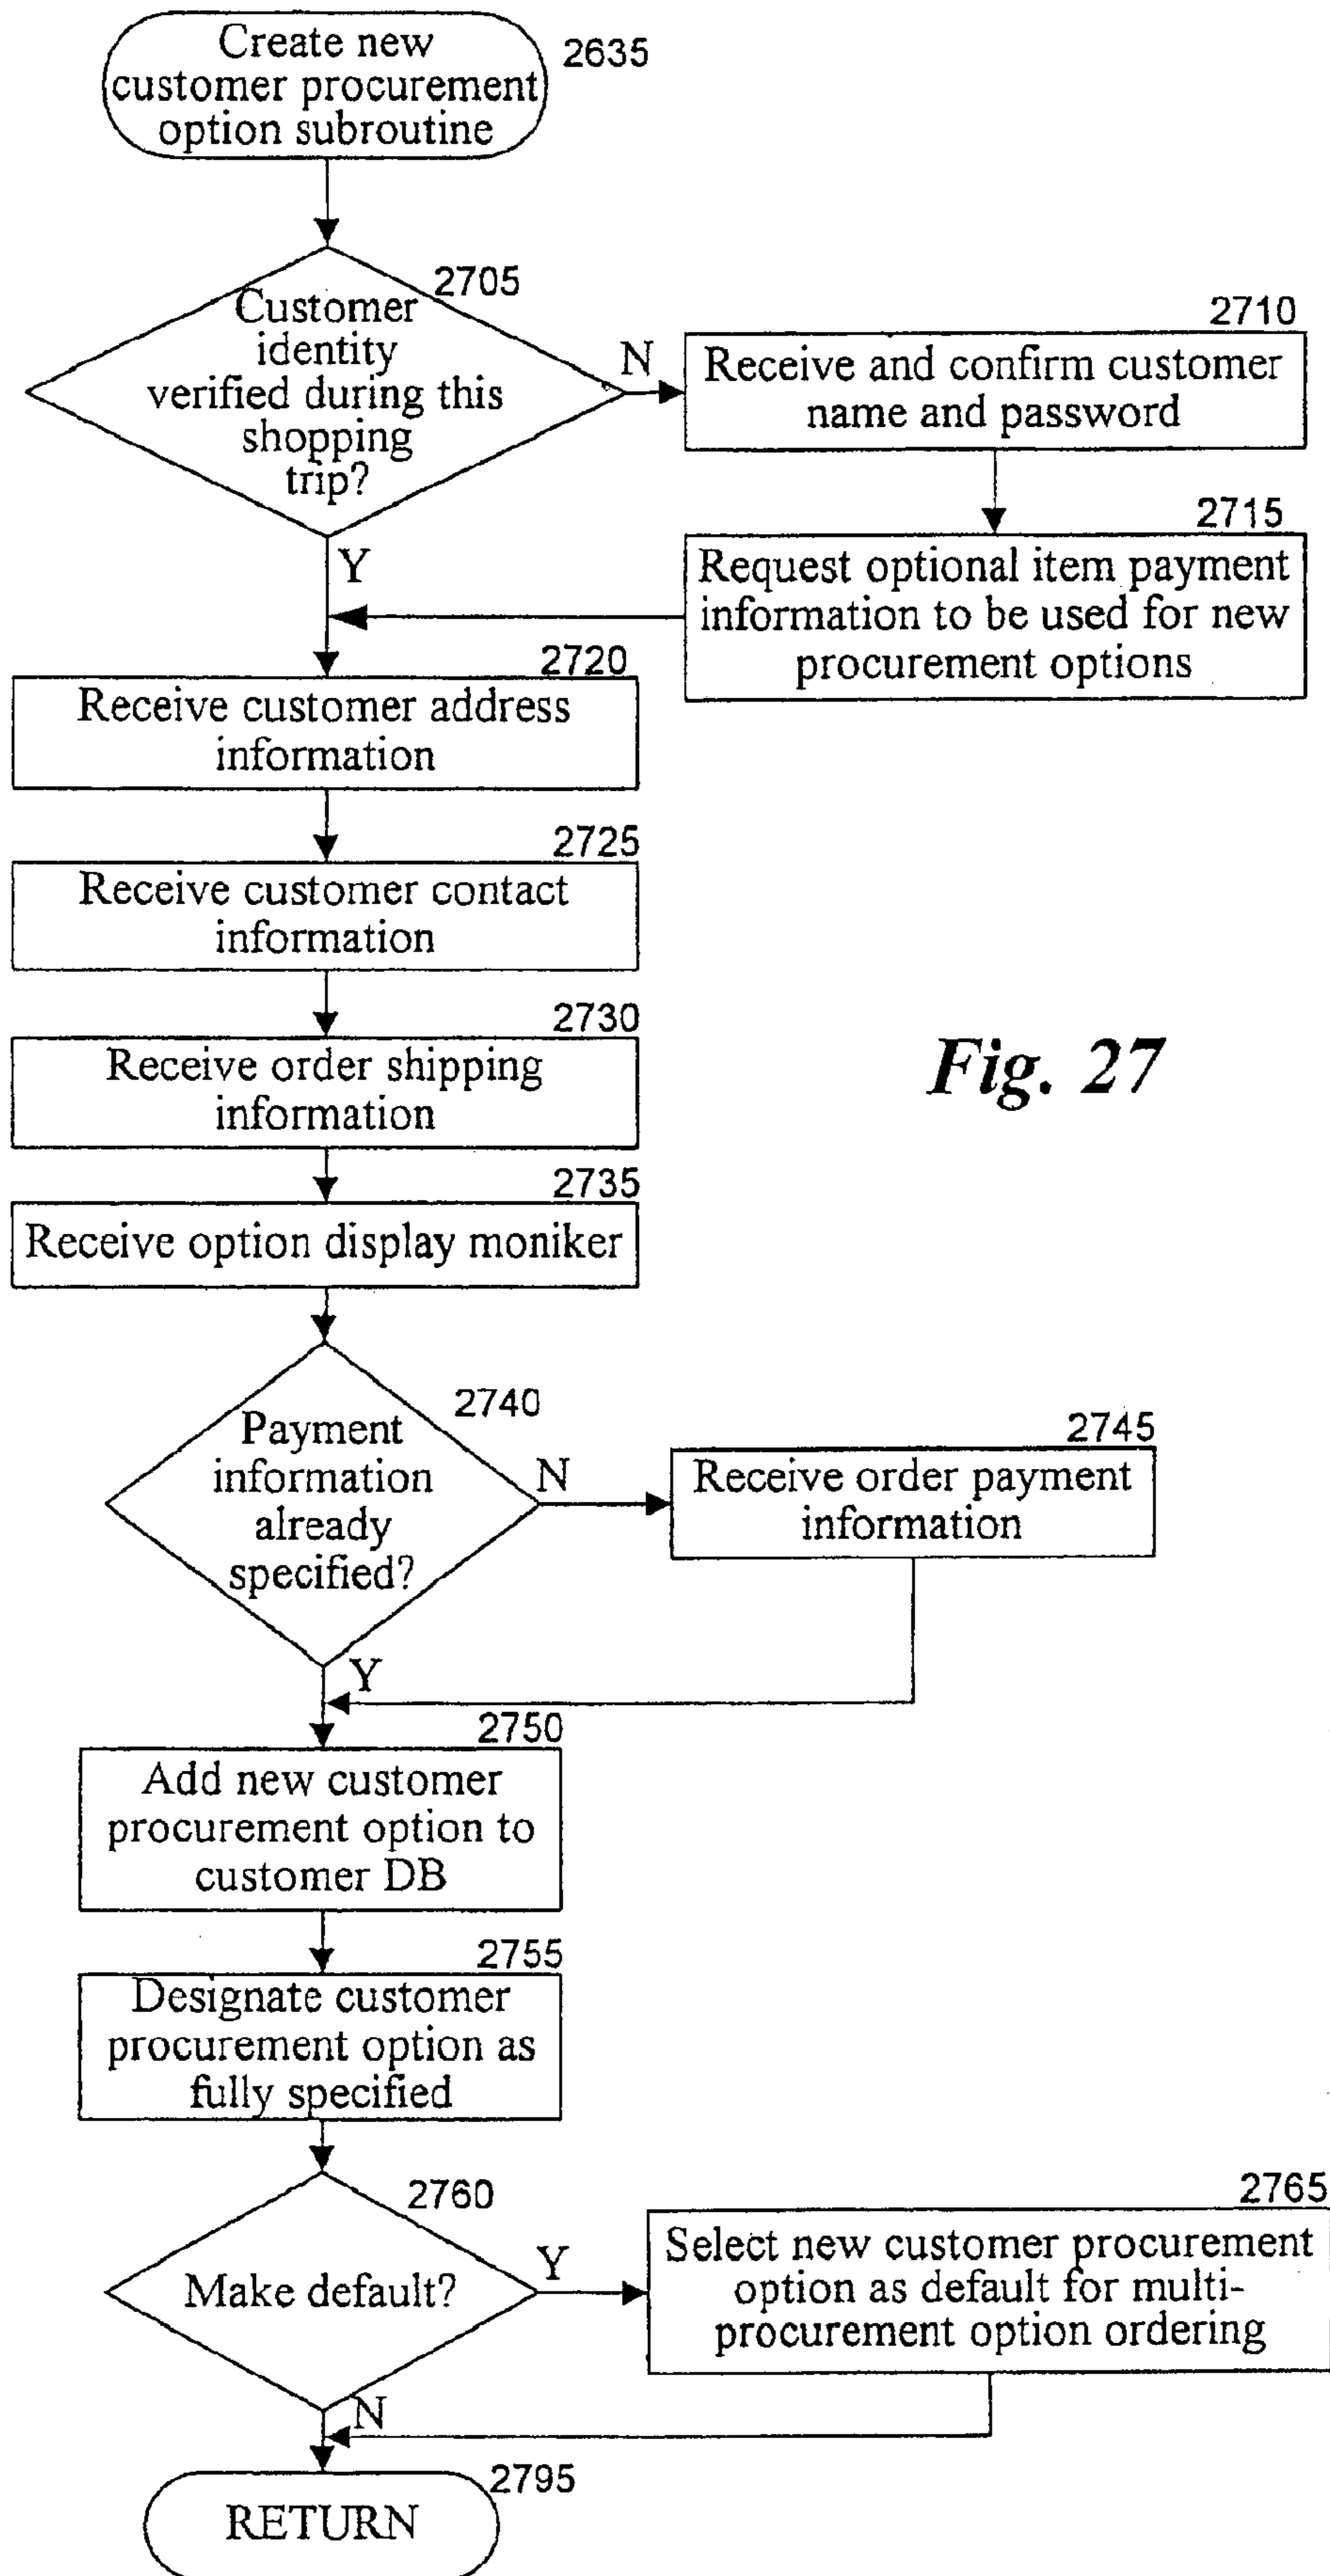 Create new
customer procurement
option subroutine
2635
2705
Customer
identity
verified during this
shopping
trip?
N
Y
2710
Receive and confirm customer
name and password
2715
Request optional item payment
information to be used for new
procurement options
2720
Receive customer address
information
2725
Receive customer contact
information
2730
Receive order shipping
information
Fig. 27
2735
Receive option display moniker
2740
Payment
information
already
specified?
N
Y
2745
Receive order payment
information
2750
Add new customer
procurement option to
customer DB
2755
Designate customer
procurement option as
fully specified
2760
Make default?
Y
N
2765
Select new customer procurement
option as default for multi-
procurement option ordering
2795
RETURN